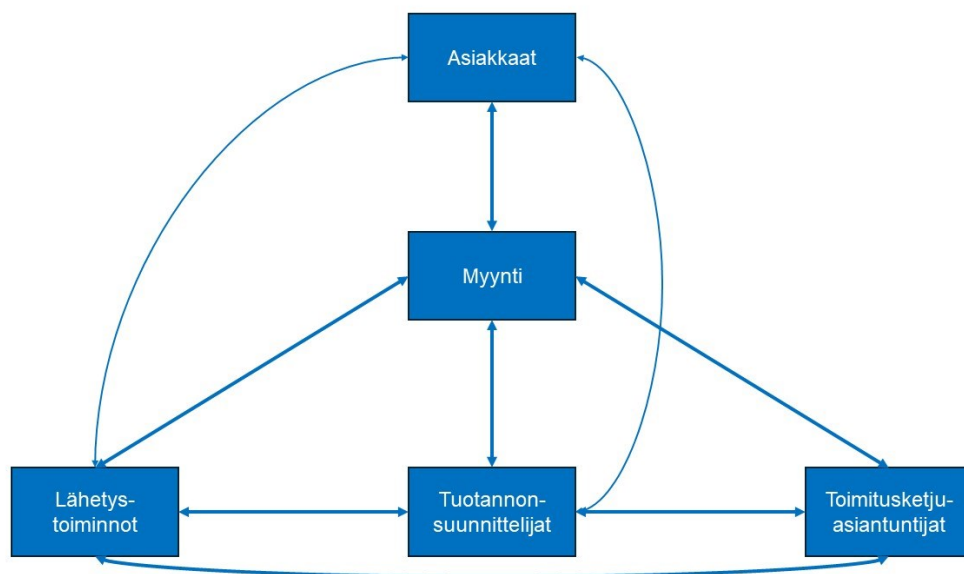 Asiakkaat
Myynti
Lähetys-
toiminnot
Tuotannon-
suunnittelijat
Toimitusketju-
asiantuntijat